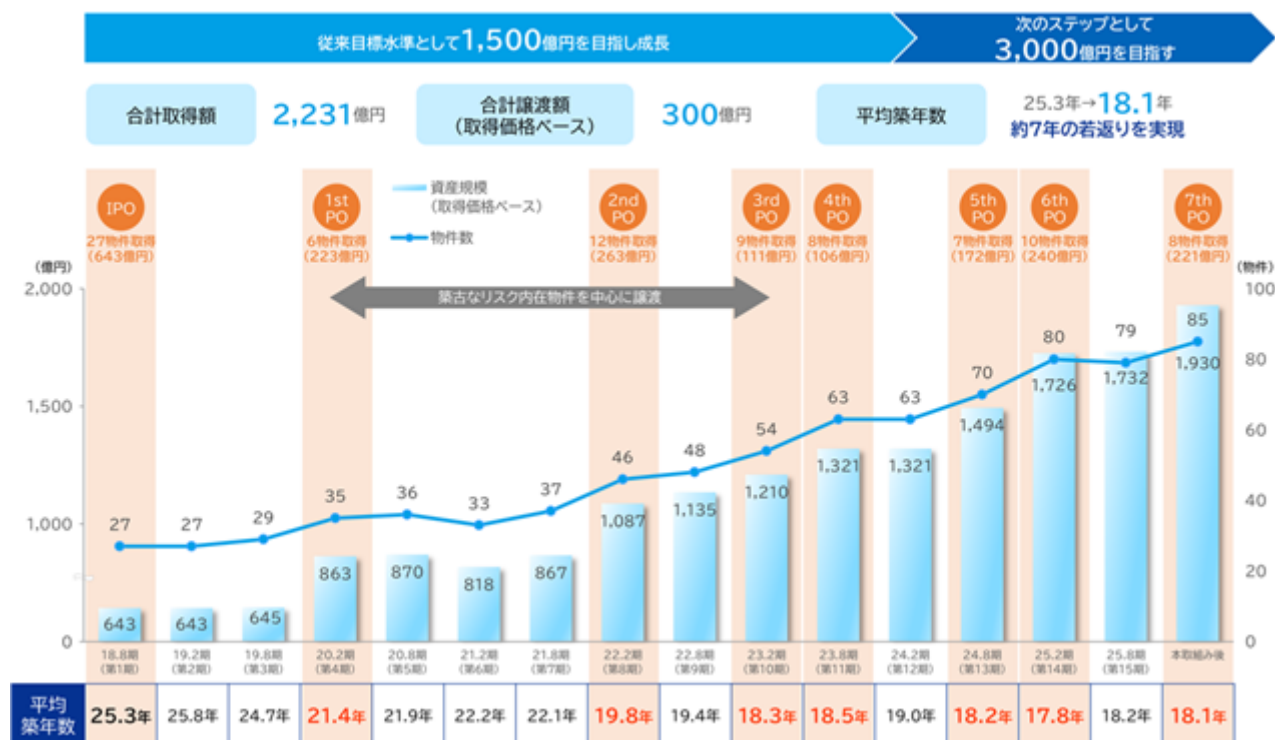 従来目標水準として1,500億円を目指し成長
次のステップとして
3,000億円を目指す
合計取得額
2,231億円
合計譲渡額
(取得価格ベース)
300億円
平均築年数
25.3年→18.1年
約7年の若返りを実現
IPO
27物件取得
(643億円)
1st
PO
6物件取得
(223億円)
資産規模
(取得価格ベース)
物件数
2nd
PO
12物件取得
(263億円)
3rd
PO
9物件取得
(111億円)
4th
PO
8物件取得
(106億円)
5th
PO
7物件取得
(172億円)
6th
PO
10物件取得
(240億円)
7th
PO
8物件取得
(221億円)
(億円)
(物件)
築古なリスク内在物件を中心に譲渡
2,000
1,500
1,000
0
100
80
60
40
20
0
27 27 29 35 36 33 37 46 48 54 63 63 70 80 79 85
643 643 645 863 870 818 867 1,087 1,135 1,210 1,321 1,321 1,494 1,726 1,732 1,930
18.8期 19.2期 19.8期 20.2期 20.8期 21.2期 21.8期 22.2期 22.8期 23.2期 23.8期 24.2期 24.8期 25.2期 25.8期 本取組み後
(第1期) (第2期) (第3期) (第4期) (第5期) (第6期) (第7期) (第8期) (第9期) (第10期) (第11期) (第12期) (第13期) (第14期) (第15期)
平均
築年数
25.3年 25.8年 24.7年 21.4年 21.9年 22.2年 22.1年 19.8年 19.4年 18.3年 18.5年 19.0年 18.2年 17.8年 18.2年 18.1年